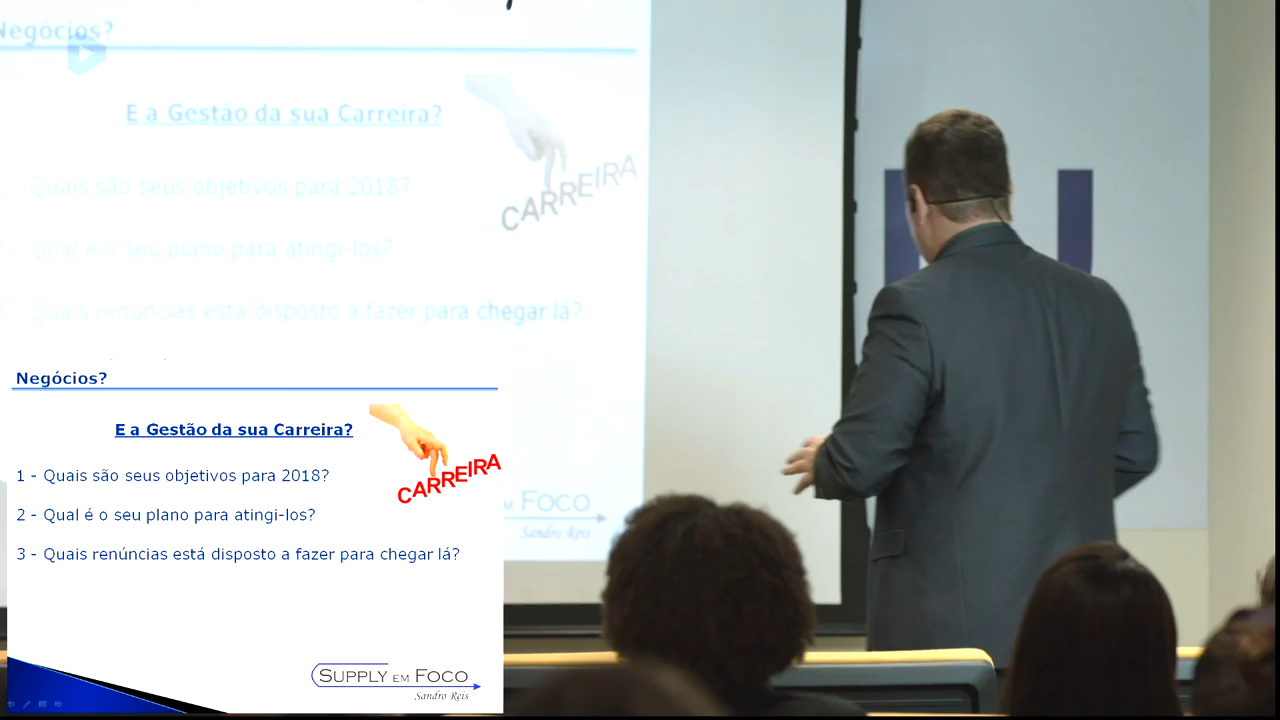 Negócios?
E a Gestão da sua Carreira?
Quais são seus objetivos para 2018?
CARREIRA
Qual é o seu plano para atingi-los?
Quais renúncias está disposto a fazer para chegar lá?
FOCO
Sandro Reis
Negócios?
E a Gestão da sua Carreira?
CARREIRA
1 - Quais são seus objetivos para 2018?
2 - Qual é o seu plano para atingi-los?
3 - Quais renúncias está disposto a fazer para chegar lá?
SUPPLY EM FOCO
Sandro Reis